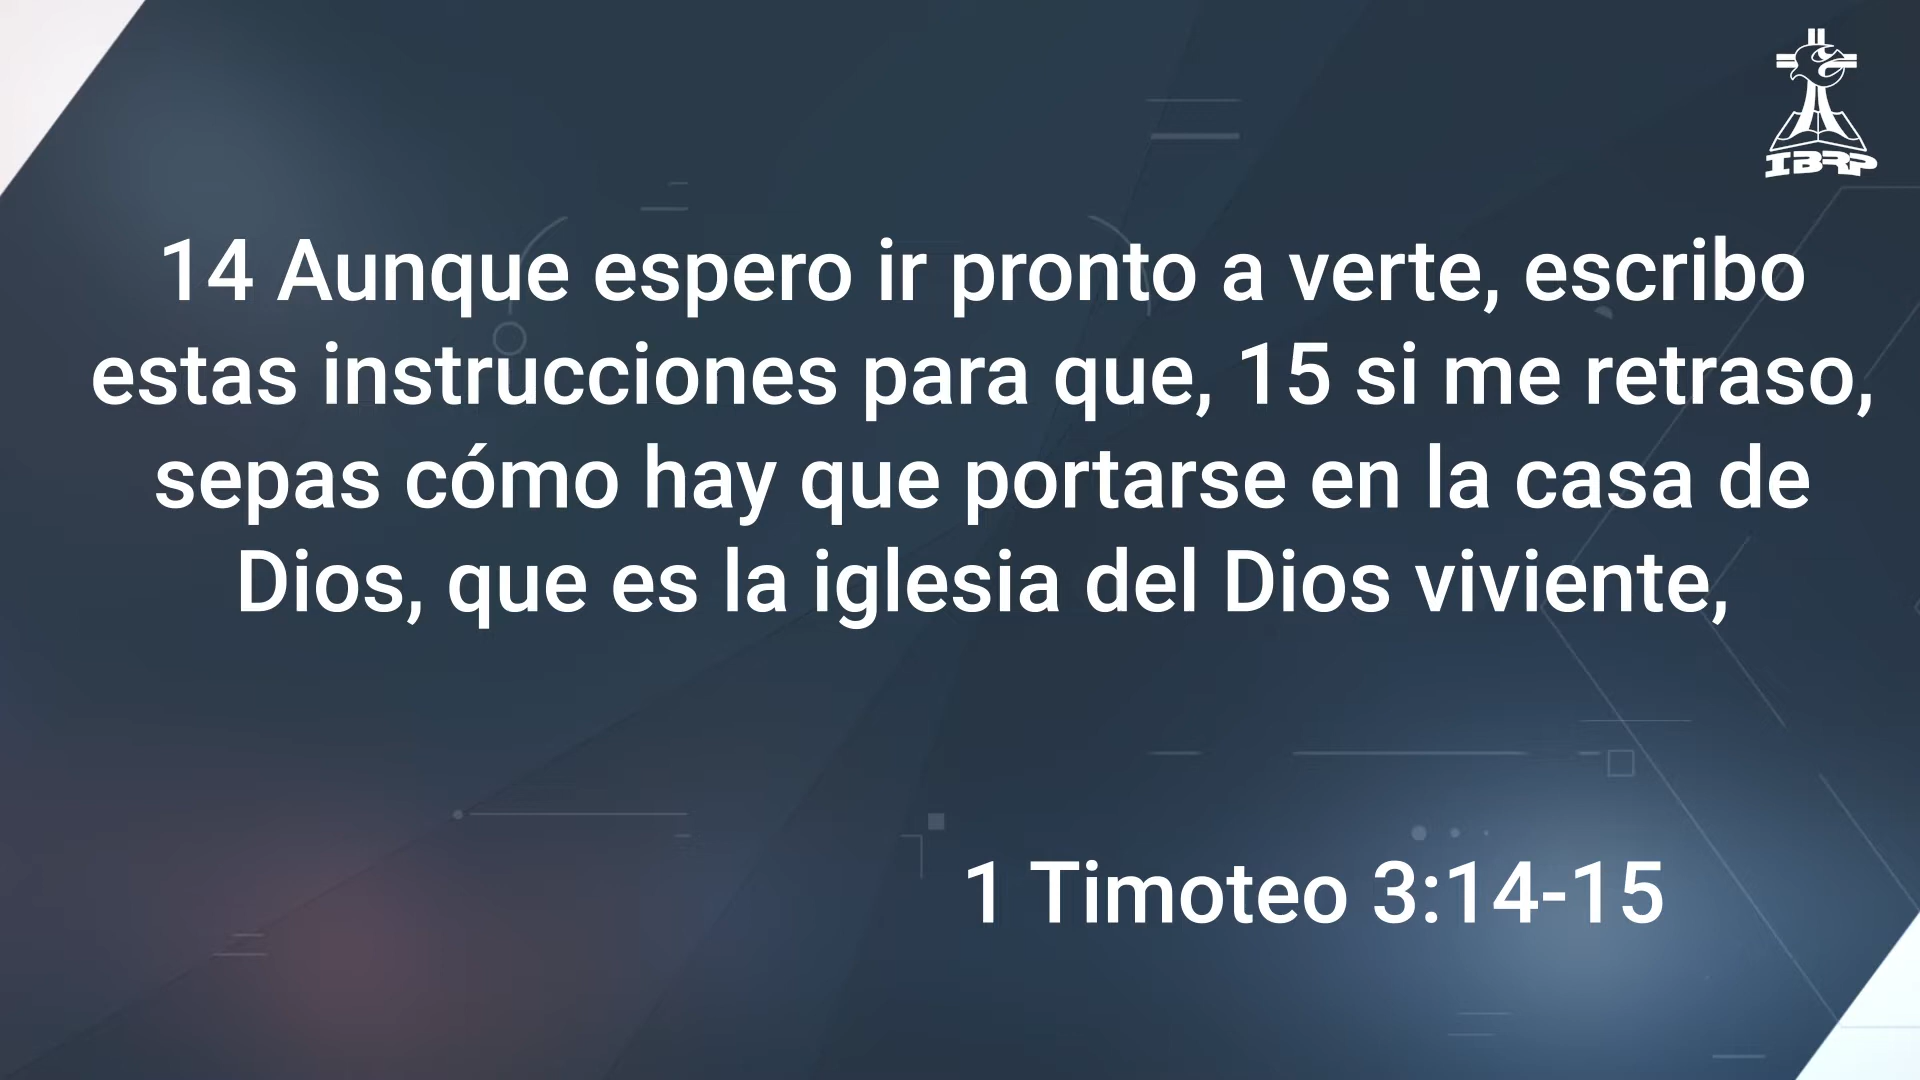 IBRP
14 Aunque espero ir pronto a verte, escribo
estas instrucciones para que, 15 si me retraso,
sepas cómo hay que portarse en la casa de
Dios, que es la iglesia del Dios viviente,
1 Timoteo 3:14-15